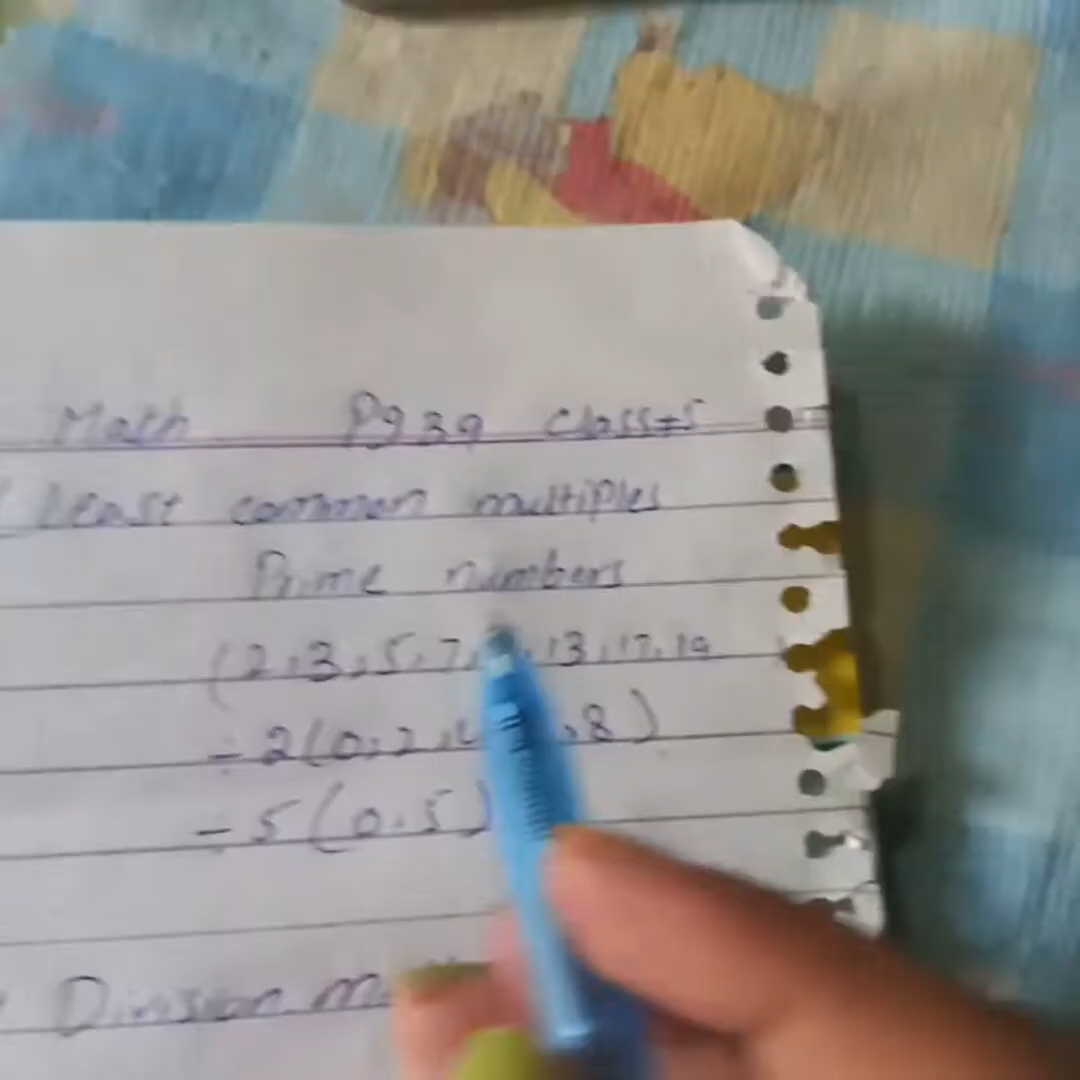 Math Pg 39 Class-5
Least common multiples
Prime numbers
(2,3,5,7, 13,17,19
- 2(0,2, ,8)
- 5(0,5)
Division